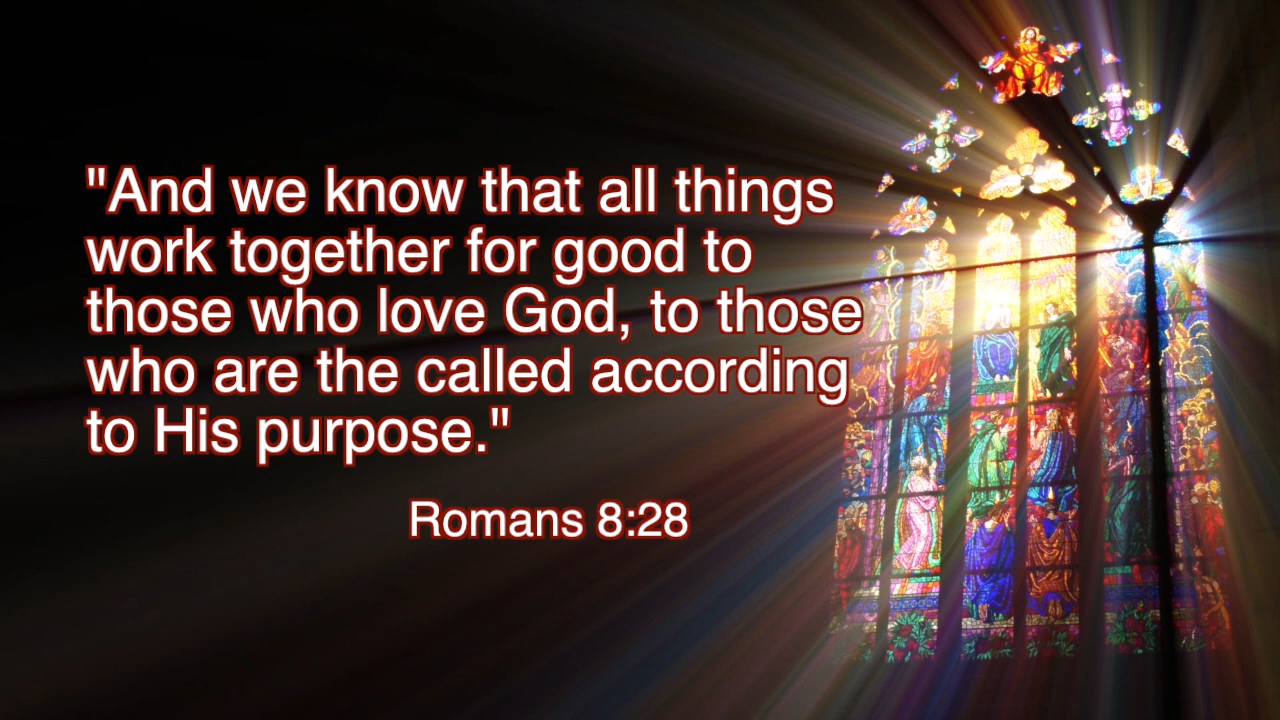 "And we know that all things
work together for good to
those who love God, to those
who are the called according
to His purpose."
Romans 8:28